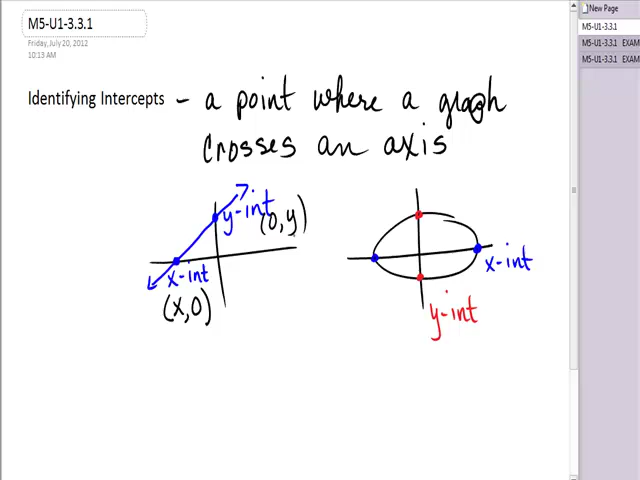 M5-U1-3.3.1
Friday, July 20, 2012
10:13 AM
Identifying Intercepts - a point where a graph
crosses an axis
y-int
(0,y)
x-int
(x,0)
x-int
y-int
New Page
M5-U1-3.3.1
M5-U1-3.3.1 EXAM
M5-U1-3.3.1 EXAM